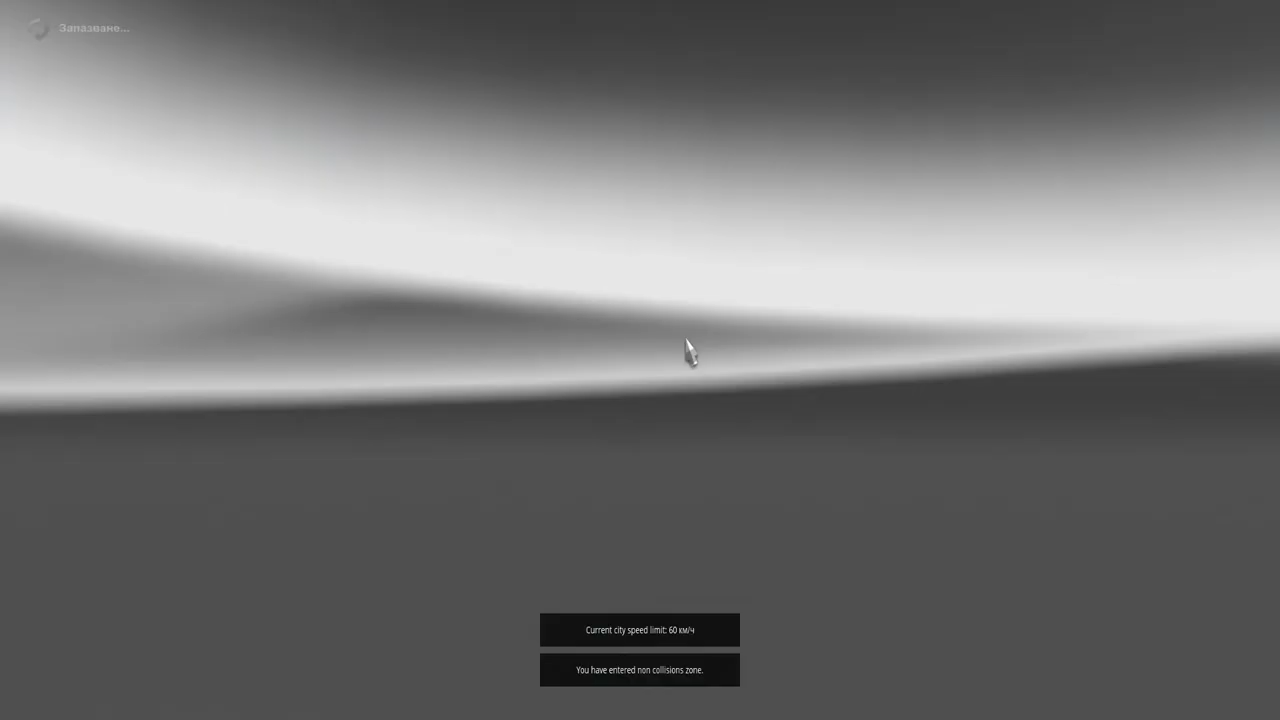 Запазване...
Current city speed limit: 60 км/ч
You have entered non collisions zone.